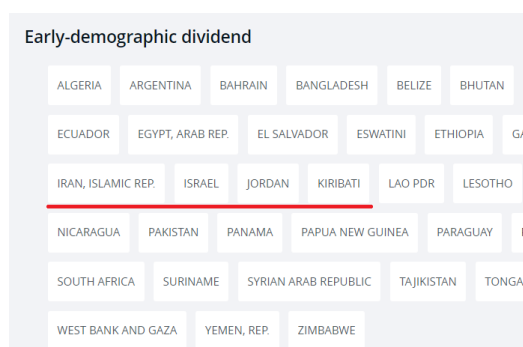 Early-demographic dividend
ALGERIA ARGENTINA BAHRAIN BANGLADESH BELIZE BHUTAN
ECUADOR EGYPT, ARAB REP. EL SALVADOR ESWATINI ETHIOPIA
IRAN, ISLAMIC REP. ISRAEL JORDAN KIRIBATI LAO PDR LESOTHO
NICARAGUA PAKISTAN PANAMA PAPUA NEW GUINEA PARAGUAY
SOUTH AFRICA SURINAME SYRIAN ARAB REPUBLIC TAJIKISTAN TONGA
WEST BANK AND GAZA YEMEN, REP. ZIMBABWE